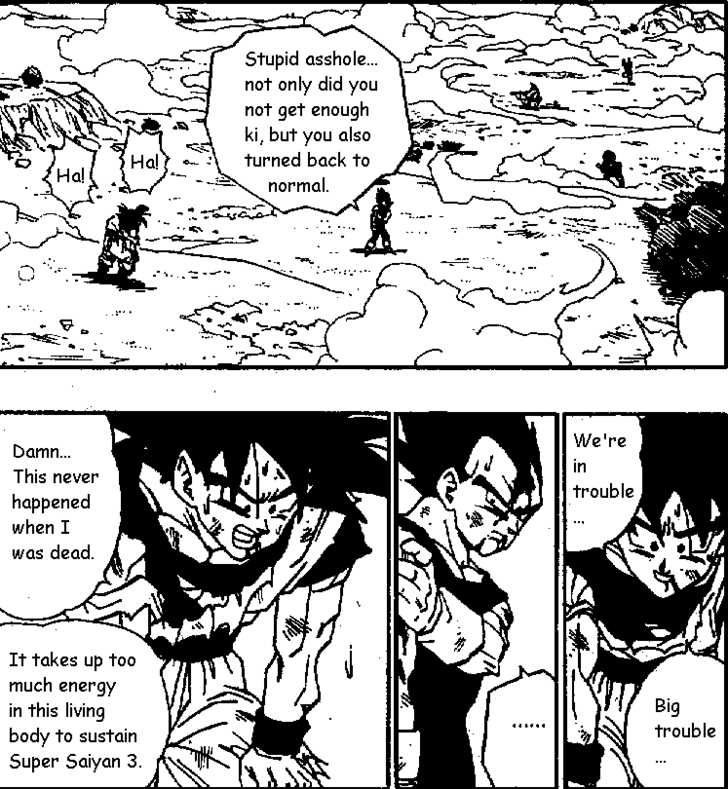 Stupid asshole...
not only did you
not get enough
ki, but you also
turned back to
normal.
Ha!
Ha!
Damn...
This never
happened
when I
was dead.
It takes up too
much energy
in this living
body to sustain
Super Saiyan 3.
......
We're
in
trouble
...
Big
trouble
...